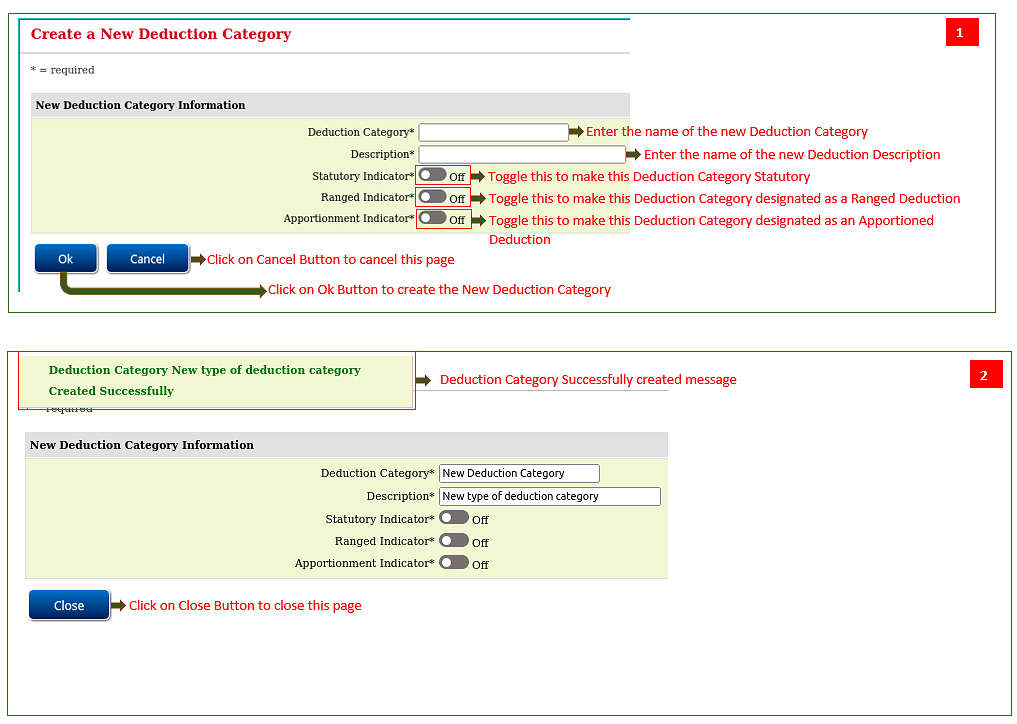 Create a New Deduction Category
1
* = required
New Deduction Category Information
Deduction Category* Enter the name of the new Deduction Category
Description* Enter the name of the new Deduction Description
Statutory Indicator* Off Toggle this to make this Deduction Category Statutory
Ranged Indicator* Off Toggle this to make this Deduction Category designated as a Ranged Deduction
Apportionment Indicator* Off Toggle this to make this Deduction Category designated as an Apportioned
Deduction
Ok Cancel Click on Cancel Button to cancel this page
Click on Ok Button to create the New Deduction Category
Deduction Category New type of deduction category
Created Successfully
Deduction Category Successfully created message
2
required
New Deduction Category Information
Deduction Category* New Deduction Category
Description* New type of deduction category
Statutory Indicator* Off
Ranged Indicator* Off
Apportionment Indicator* Off
Close Click on Close Button to close this page